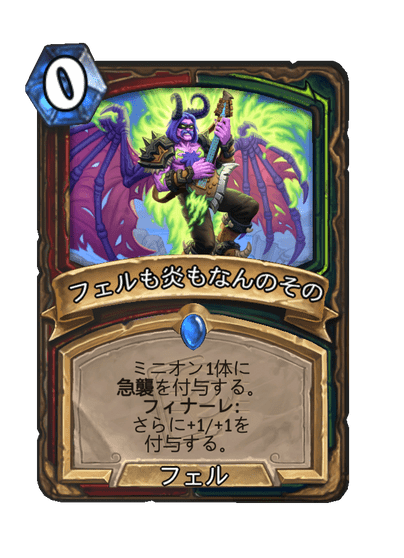 0
フェルも炎もなんのその
ミニオン1体に
急襲を付与する。
フィナーレ:
さらに+1/+1を
付与する。
フェル